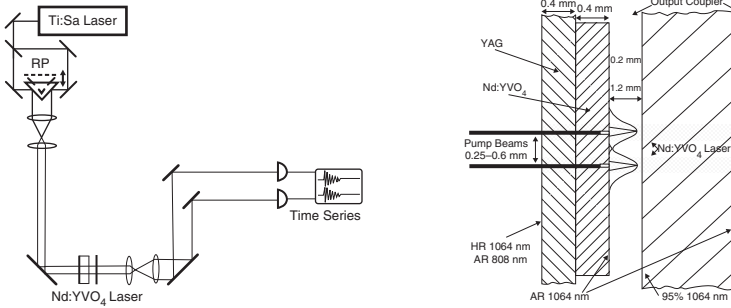 Ti:Sa Laser
RP
Time Series
Nd:YVO4 Laser
0.4 mm
0.4 mm
Output Coupler
YAG
0.2 mm
Nd:YVO4
1.2 mm
Pump Beams
0.25–0.6 mm
Nd:YVO4 Laser
HR 1064 nm
AR 808 nm
AR 1064 nm
95% 1064 nm